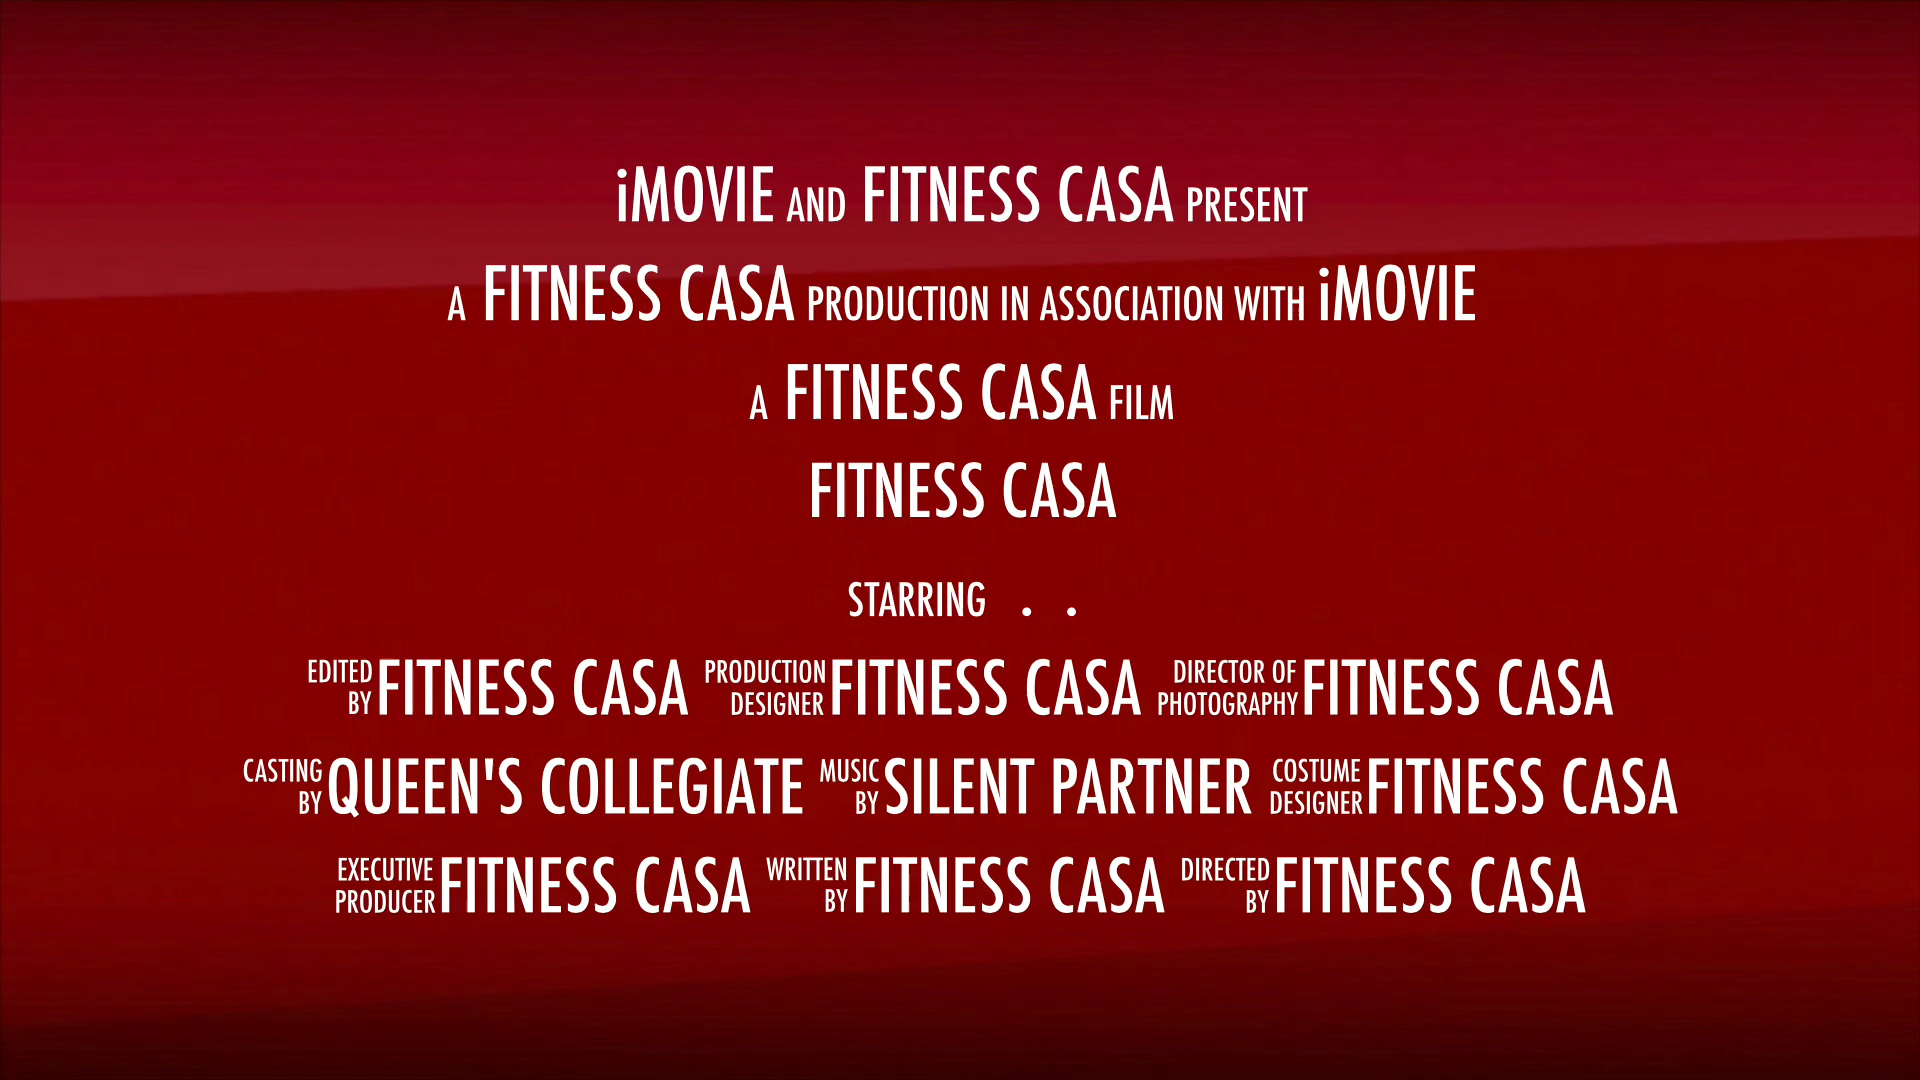 iMOVIE AND FITNESS CASA PRESENT
A FITNESS CASA PRODUCTION IN ASSOCIATION WITH iMOVIE
A FITNESS CASA FILM
FITNESS CASA
STARRING . .
EDITED BY FITNESS CASA PRODUCTION DESIGNER FITNESS CASA DIRECTOR OF PHOTOGRAPHY FITNESS CASA
CASTING BY QUEEN'S COLLEGIATE MUSIC BY SILENT PARTNER COSTUME DESIGNER FITNESS CASA
EXECUTIVE PRODUCER FITNESS CASA WRITTEN BY FITNESS CASA DIRECTED BY FITNESS CASA